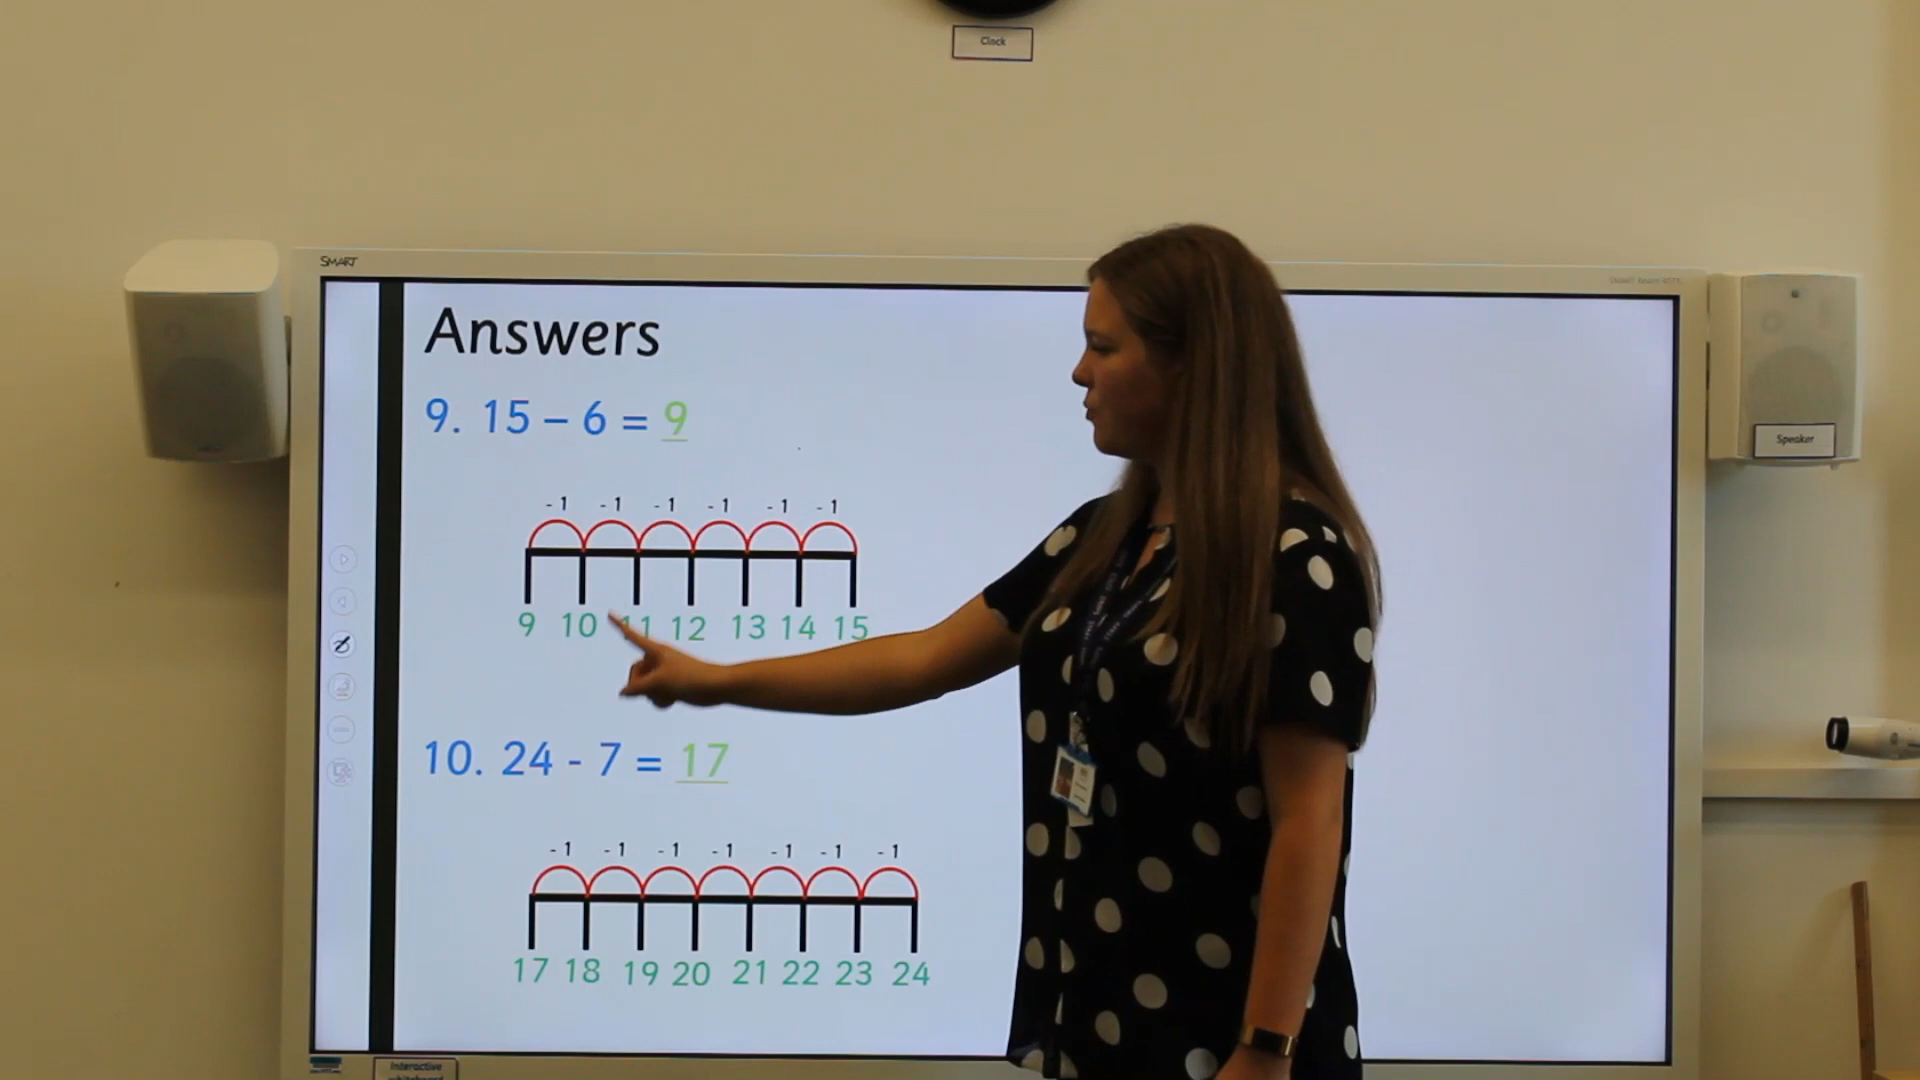 Clock
SMART
Answers
9. 15 – 6 = 9
- 1 - 1 - 1 - 1 - 1 - 1
9 10 11 12 13 14 15
10. 24 - 7 = 17
- 1 - 1 - 1 - 1 - 1 - 1 - 1
17 18 19 20 21 22 23 24
Speaker
Interactive
whiteboard